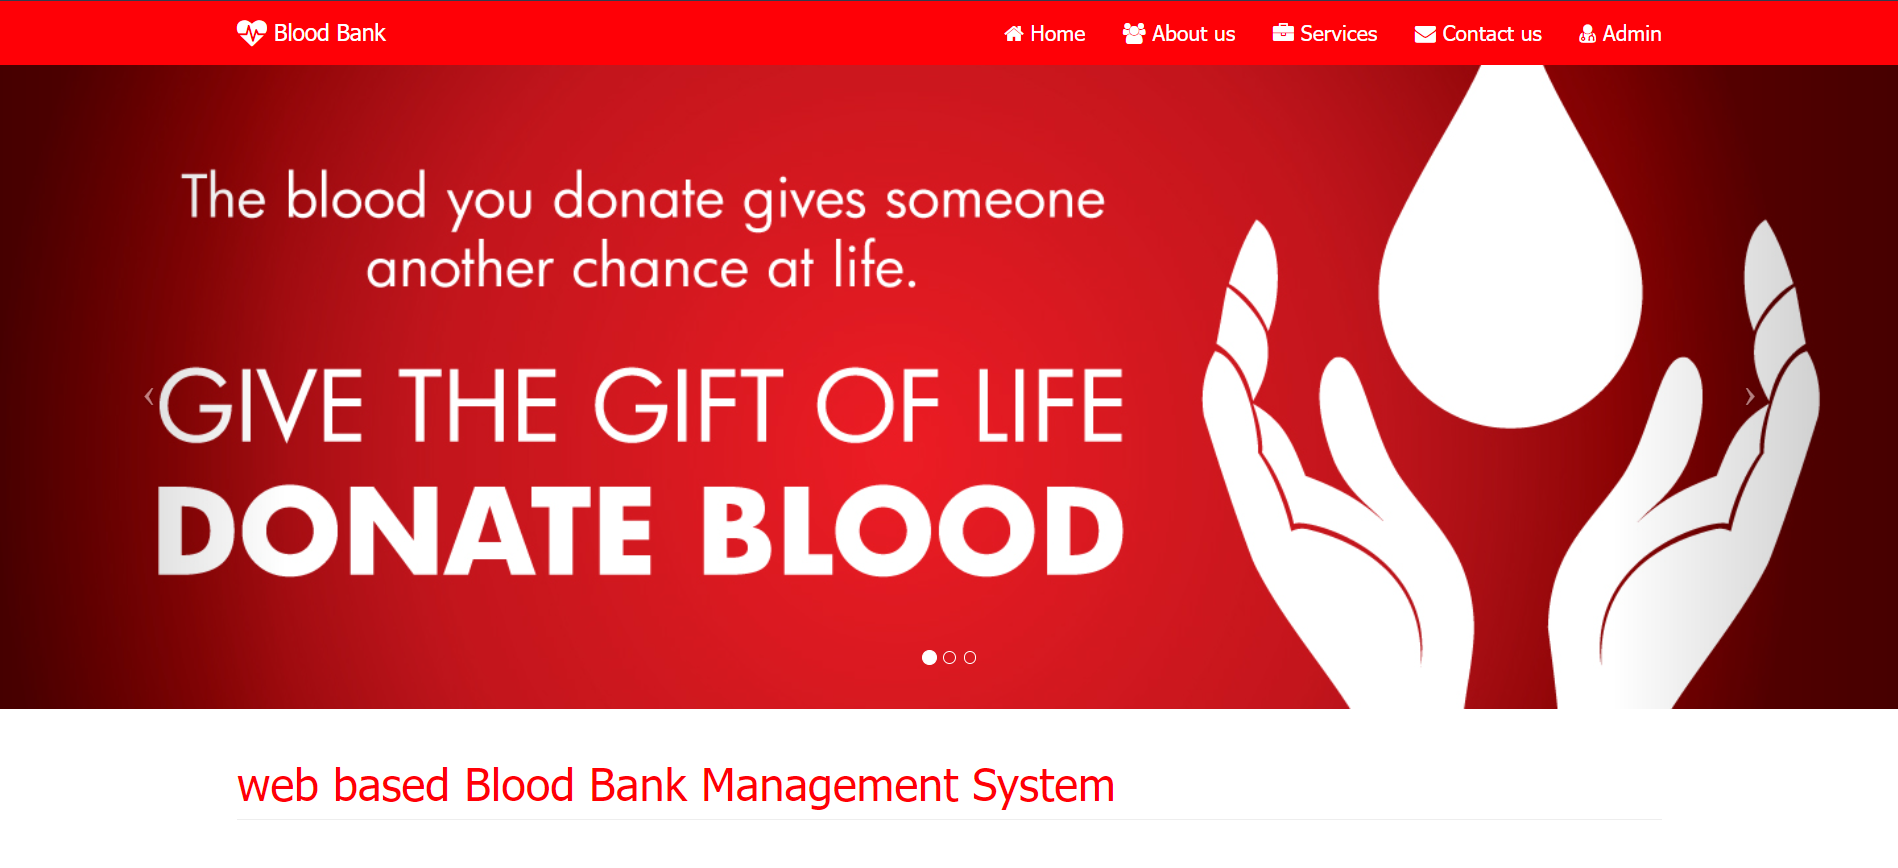 Blood Bank
Home
About us
Services
Contact us
Admin
The blood you donate gives someone
another chance at life.
GIVE THE GIFT OF LIFE
DONATE BLOOD
web based Blood Bank Management System